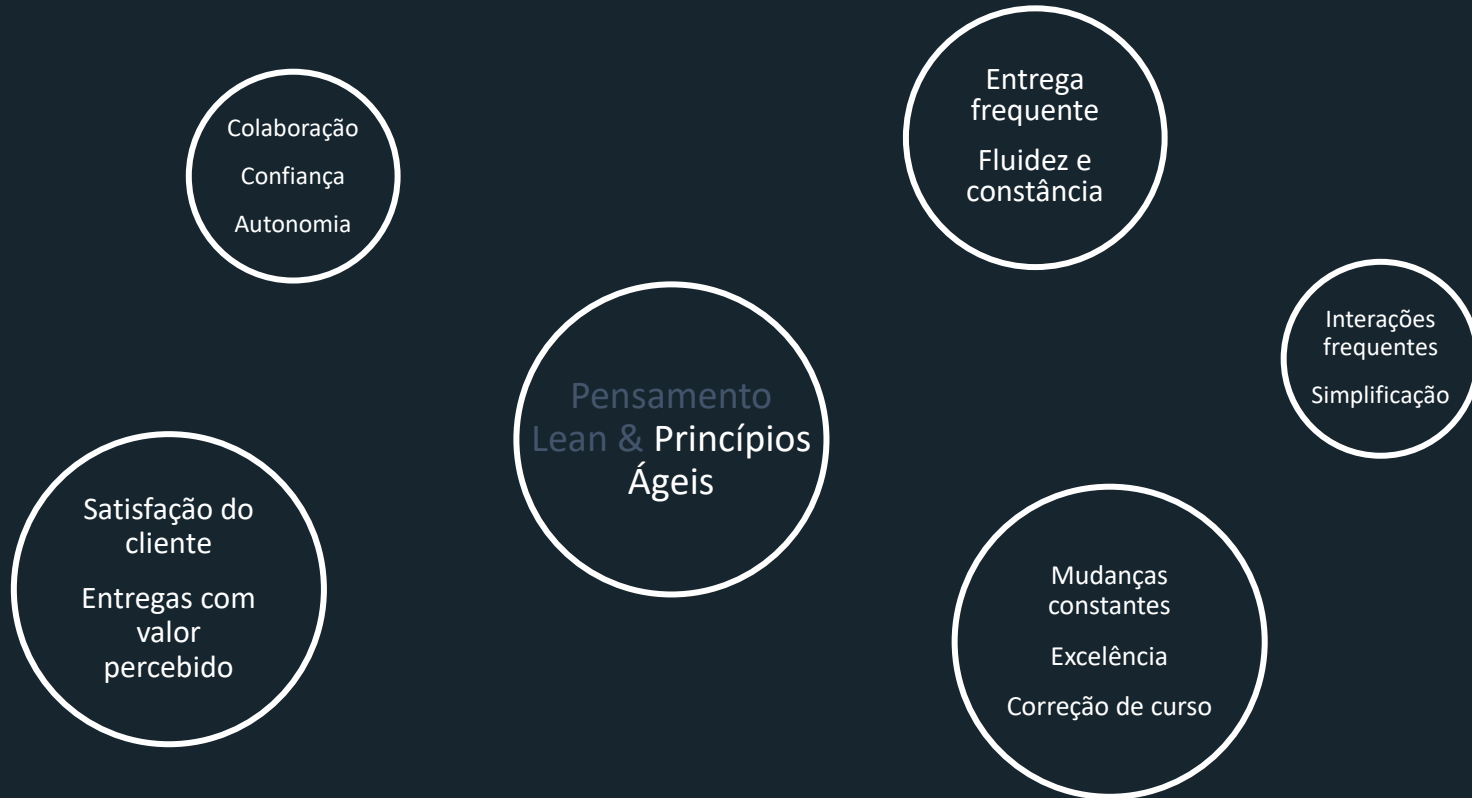 Colaboração
Confiança
Autonomia
Entrega
frequente
Fluidez e
constância
Interações
frequentes
Simplificação
Pensamento
Lean & Princípios
Ágeis
Satisfação do
cliente
Entregas com
valor
percebido
Mudanças
constantes
Excelência
Correção de curso